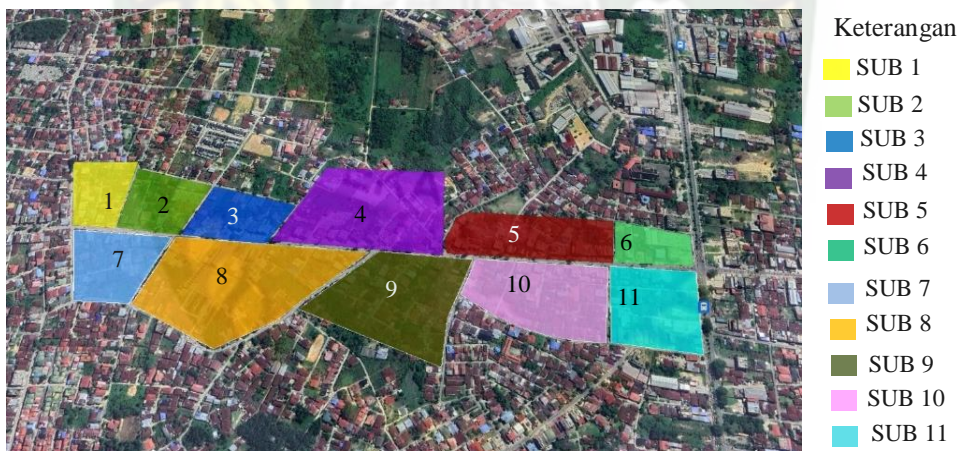 Keterangan
SUB 1
SUB 2
SUB 3
SUB 4
SUB 5
SUB 6
SUB 7
SUB 8
SUB 9
SUB 10
SUB 11
1
2
3
4
5
6
7
8
9
10
11